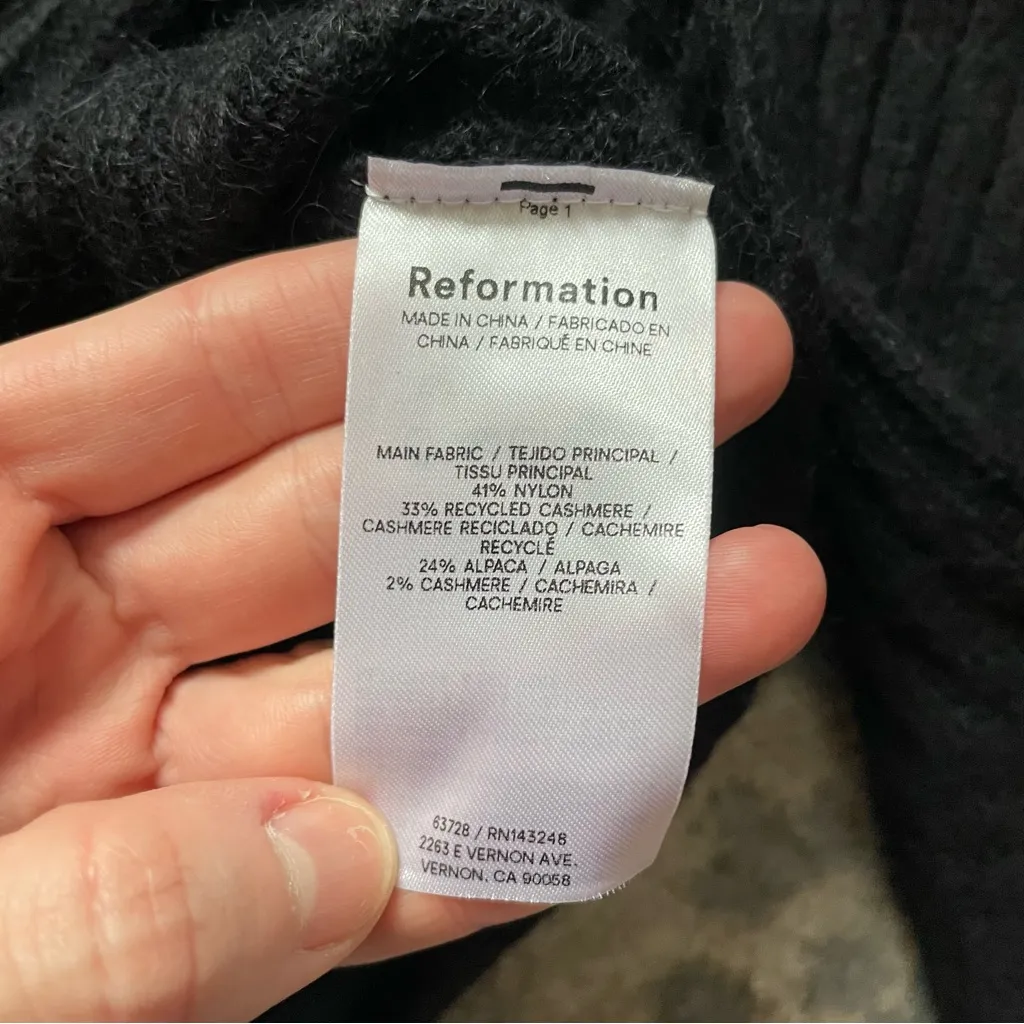 Page 1
Reformation
MADE IN CHINA / FABRICADO EN
CHINA / FABRIQUÉ EN CHINE
MAIN FABRIC / TEJIDO PRINCIPAL /
TISSU PRINCIPAL
41% NYLON
33% RECYCLED CASHMERE /
CASHMERE RECICLADO / CACHEMIRE
RECYCLÉ
24% ALPACA / ALPAGA
2% CASHMERE / CACHEMIRA /
CACHEMIRE
63728 / RN143248
2263 E VERNON AVE.
VERNON, CA 90058